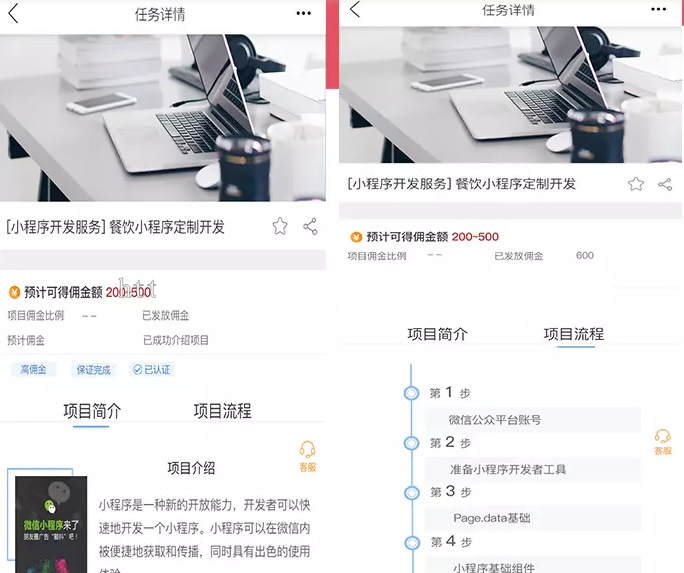 任务详情
[小程序开发服务] 餐饮小程序定制开发
预计可得佣金额 200-500
htt
项目佣金比例 -- 已发放佣金
预计佣金 已成功介绍项目
高佣金 保证完成 已认证
项目简介 项目流程
客服
项目介绍
微信小程序来了
朋友圈广告“颤抖”吧！
小程序是一种新的开放能力，开发者可以快
速地开发一个小程序。小程序可以在微信内
被便捷地获取和传播，同时具有出色的使用
体验
任务详情
[小程序开发服务] 餐饮小程序定制开发
预计可得佣金额 200-500
项目佣金比例 -- 已发放佣金 600
项目简介 项目流程
第 1 步
微信公众平台账号
第 2 步
准备小程序开发者工具
客服
第 3 步
Page.data基础
第 4 步
小程序基础组件